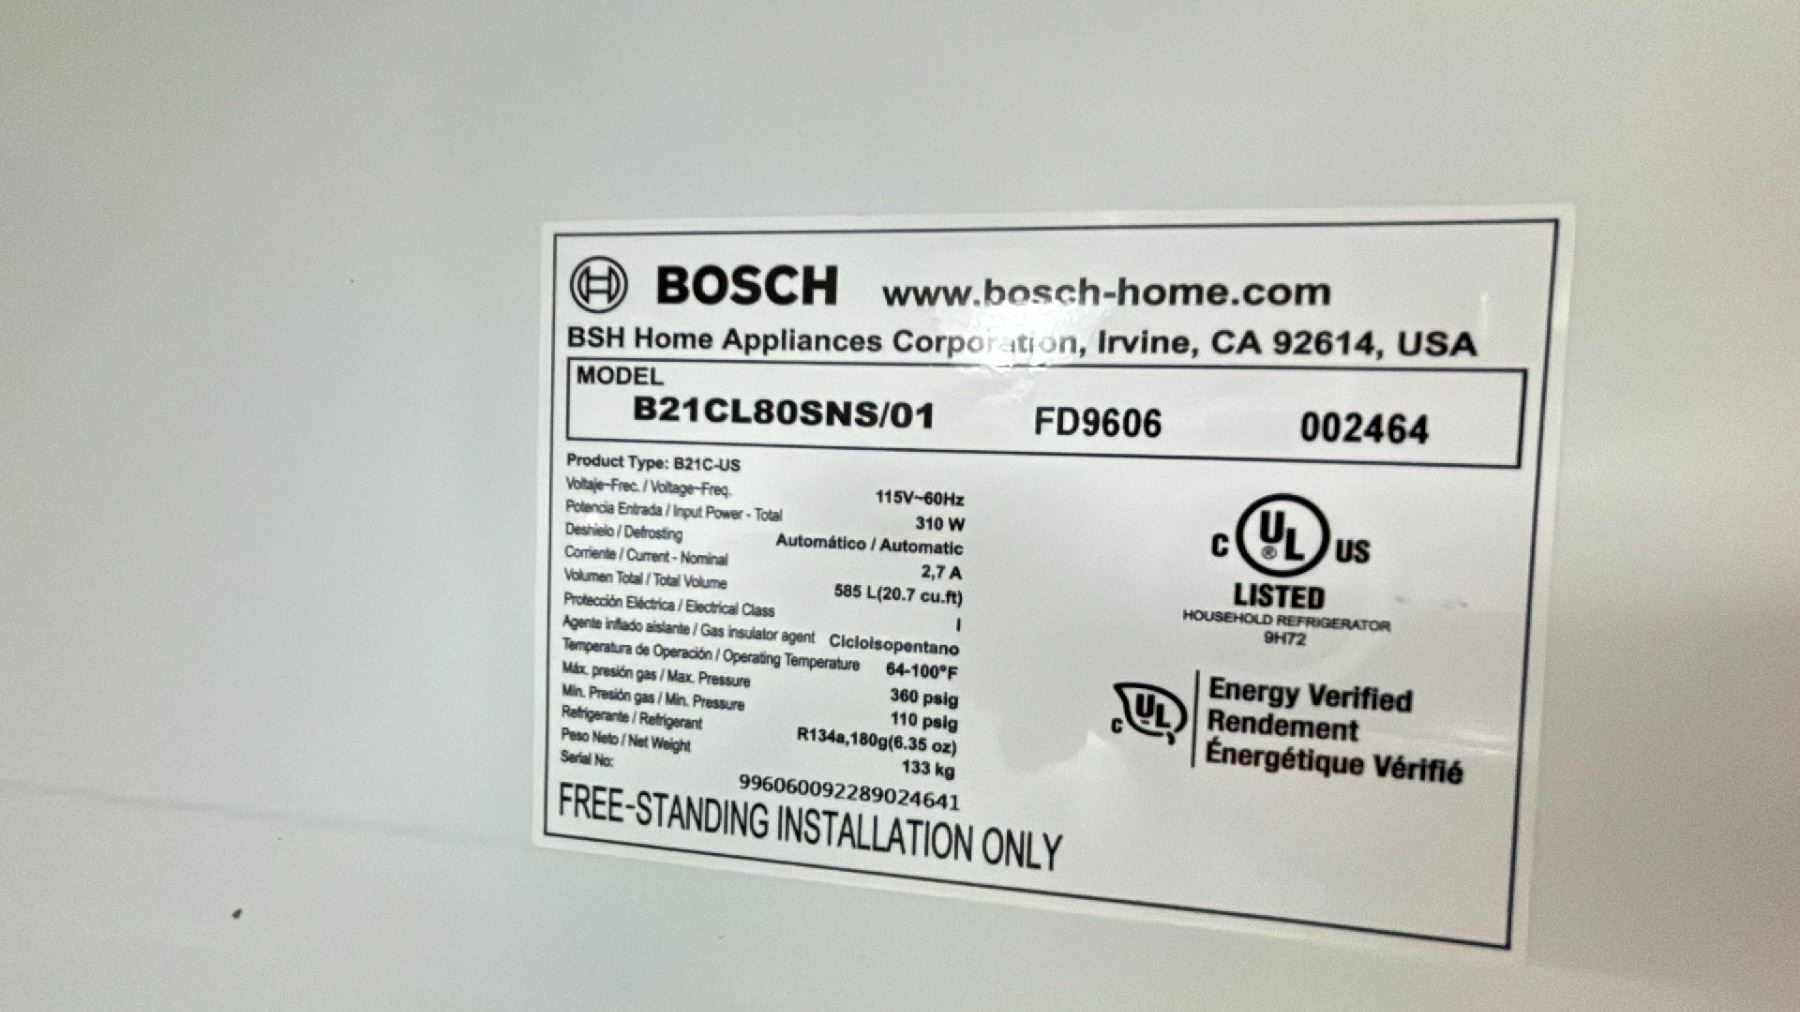 BOSCH www.bosch-home.com
BSH Home Appliances Corporation, Irvine, CA 92614, USA
MODEL
B21CL80SNS/01 FD9606 002464
Product Type: B21C-US
Voltaje-Frec. / Voltage-Freq. 115V~60Hz
Potencia Entrada / Input Power - Total 310 W
Deshielo / Defrosting Automático / Automatic
Corriente / Current - Nominal 2,7 A
Volumen Total / Total Volume 585 L(20.7 cu.ft)
Protección Eléctrica / Electrical Class I
Agente inflado aislante / Gas insulator agent Cicloisopentano
Temperatura de Operación / Operating Temperature 64-100°F
Máx. presión gas / Max. Pressure 360 psig
Min. Presión gas / Min. Pressure 110 psig
Refrigerante / Refrigerant R134a,180g(6.35 oz)
Peso Neto / Net Weight 133 kg
Serial No: 996060092289024641
FREE-STANDING INSTALLATION ONLY
C UL® US
LISTED
HOUSEHOLD REFRIGERATOR
9H72
C UL
Energy Verified
Rendement
Énergétique Vérifié